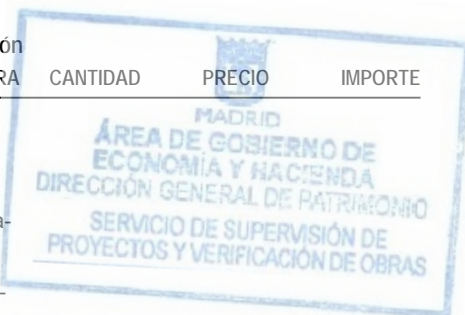 ón
RA CANTIDAD PRECIO IMPORTE
MADRID
ÁREA DE GOBIERNO DE
ECONOMÍA Y HACIENDA
DIRECCIÓN GENERAL DE PATRIMONIO
a-
SERVICIO DE SUPERVISIÓN DE
PROYECTOS Y VERIFICACIÓN DE OBRAS